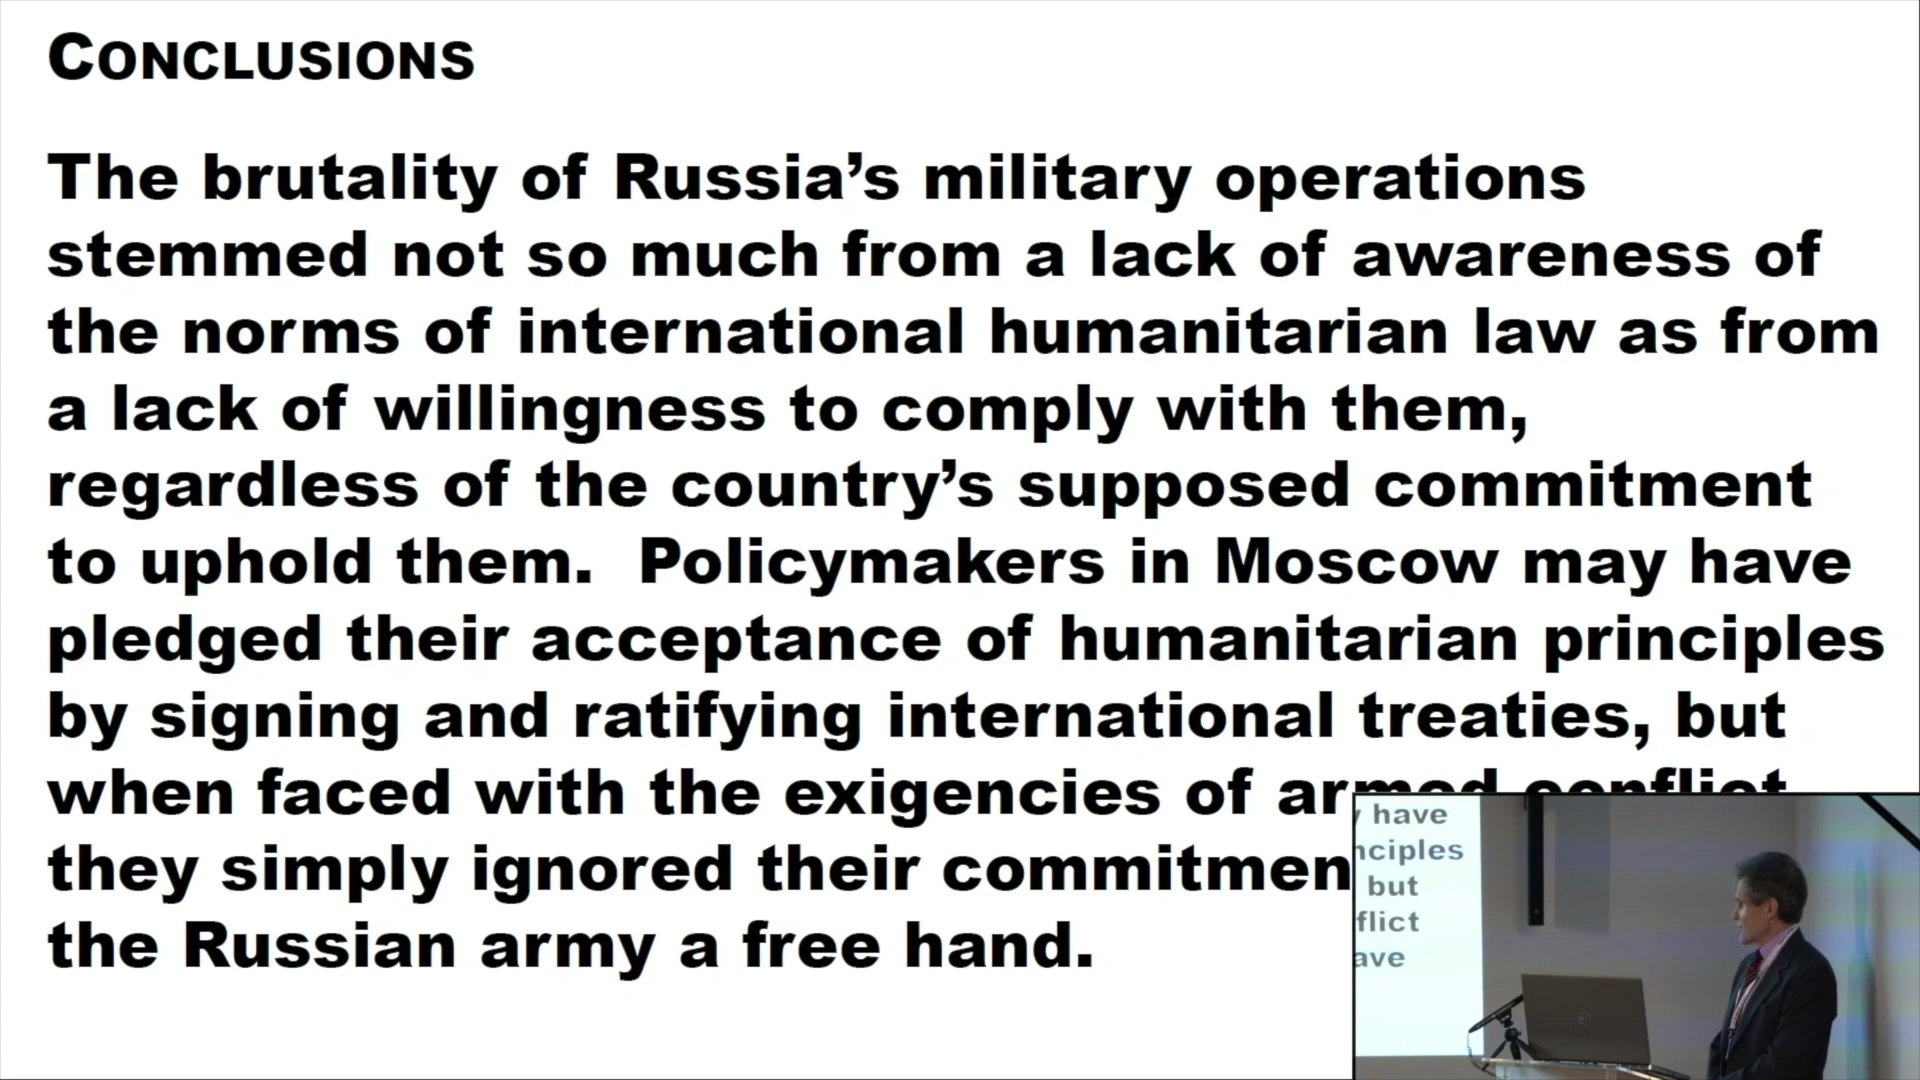 CONCLUSIONS
The brutality of Russia’s military operations
stemmed not so much from a lack of awareness of
the norms of international humanitarian law as from
a lack of willingness to comply with them,
regardless of the country’s supposed commitment
to uphold them.  Policymakers in Moscow may have
pledged their acceptance of humanitarian principles
by signing and ratifying international treaties, but
when faced with the exigencies of armed conflict
they simply ignored their commitmen
the Russian army a free hand.
have
nciples
but
flict
ave